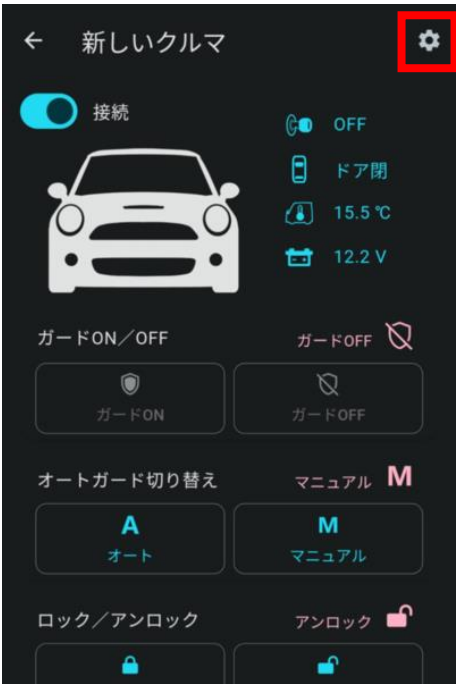 新しいクルマ
接続
OFF
ドア閉
15.5 ℃
12.2 V
ガードON／OFF
ガードOFF
ガードON
ガードOFF
オートガード切り替え
マニュアル M
A
オート
M
マニュアル
ロック／アンロック
アンロック